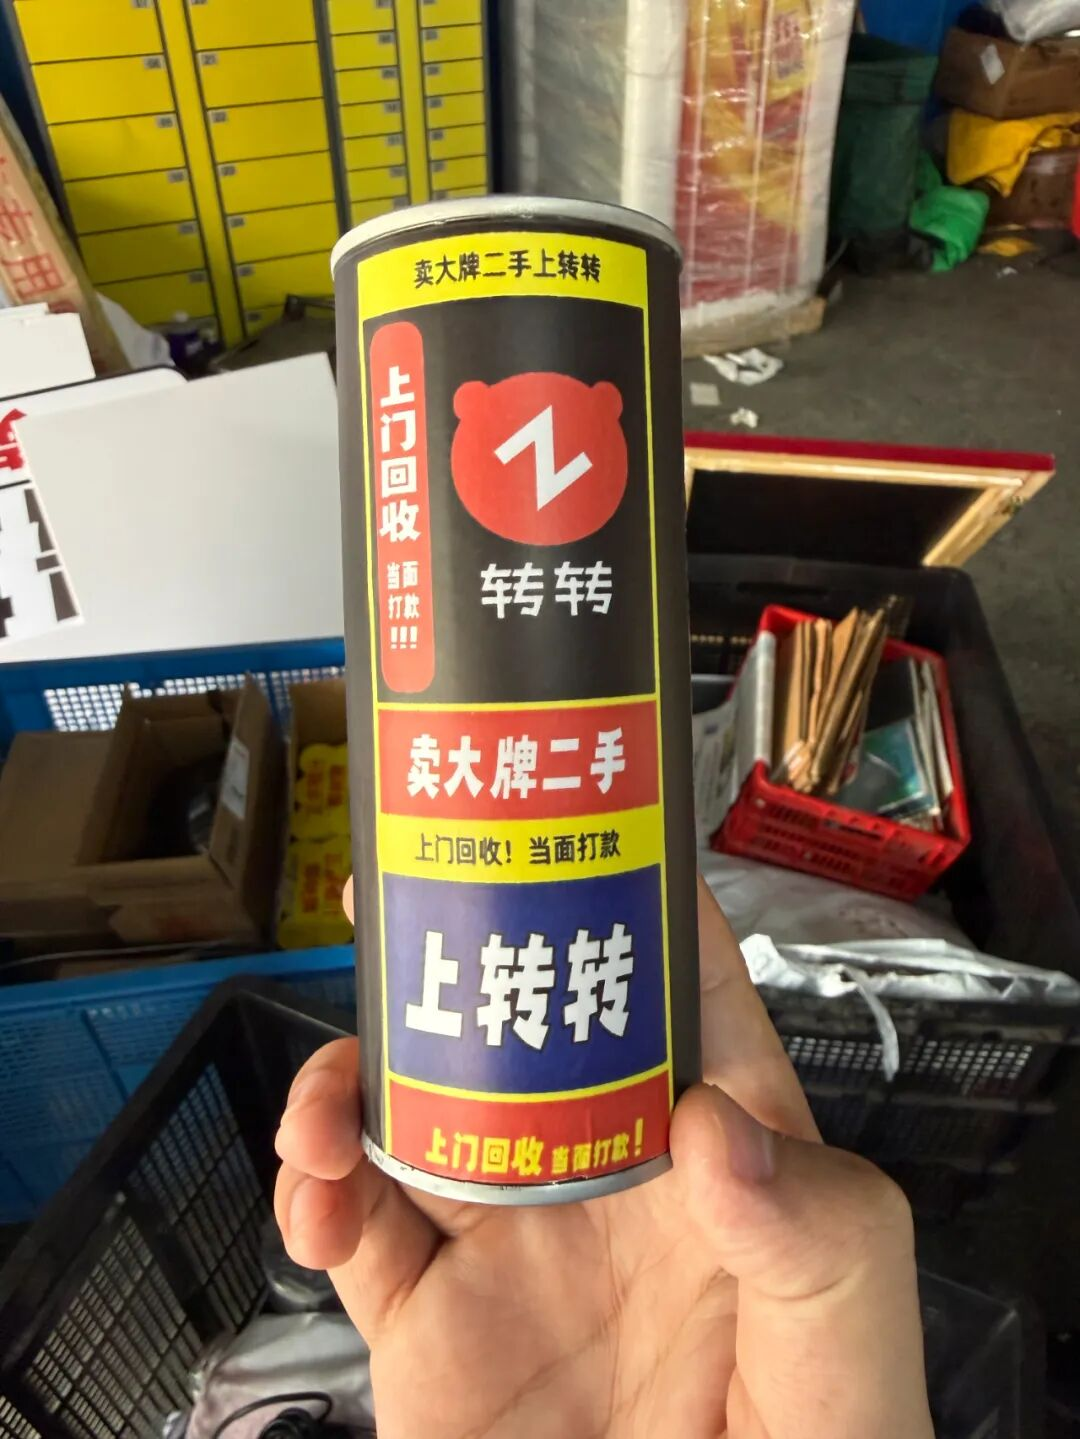 卖大牌二手上转转
上门回收
当面
打款
!!!
转转
卖大牌二手
上门回收！当面打款
上转转
上门回收 当面打款！